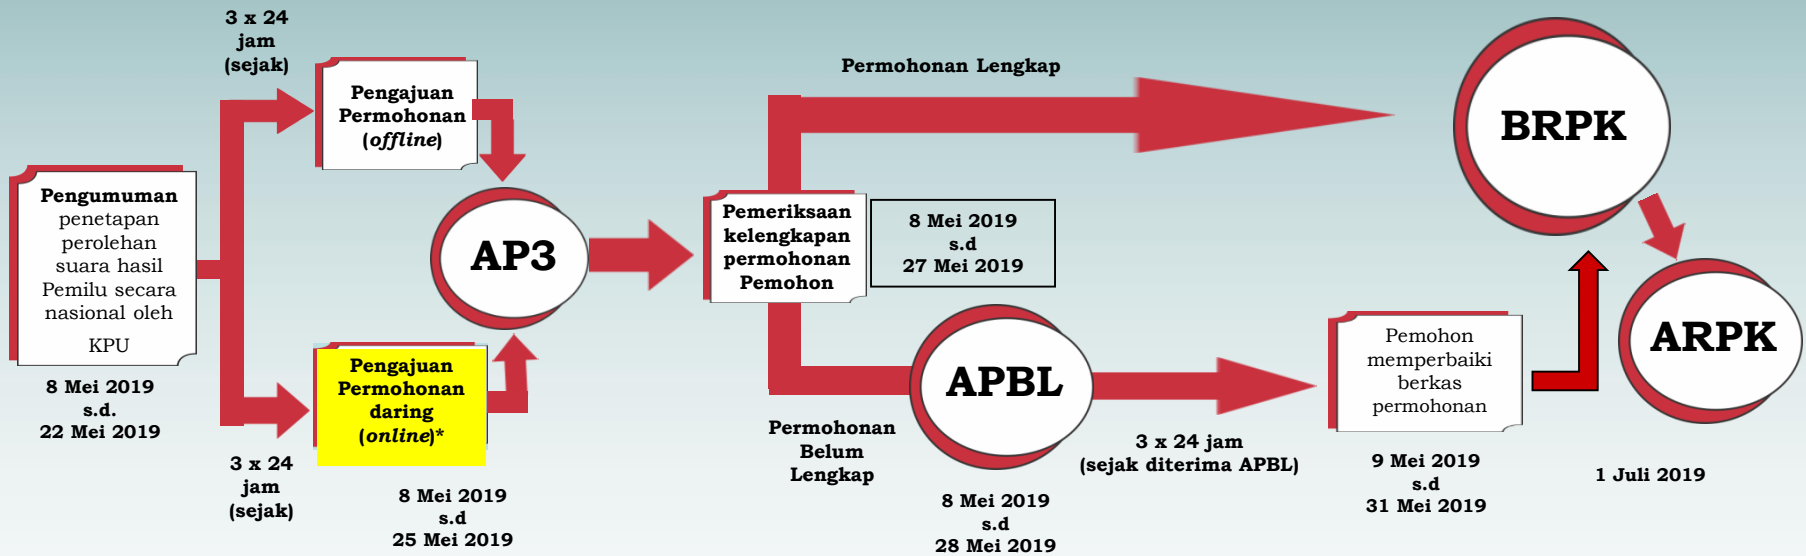 3 x 24
jam
(sejak)
Pengajuan
Permohonan
(offline)
Pengumuman
penetapan
perolehan
suara hasil
Pemilu secara
nasional oleh
KPU
8 Mei 2019
s.d.
22 Mei 2019
3 x 24
jam
(sejak)
Pengajuan
Permohonan
daring
(online)*
8 Mei 2019
s.d
25 Mei 2019
AP3
Pemeriksaan
kelengkapan
permohonan
Pemohon
8 Mei 2019
s.d
27 Mei 2019
Permohonan Lengkap
Permohonan
Belum
Lengkap
APBL
8 Mei 2019
s.d
28 Mei 2019
3 x 24 jam
(sejak diterima APBL)
Pemohon
memperbaiki
berkas
permohonan
9 Mei 2019
s.d
31 Mei 2019
BRPK
ARPK
1 Juli 2019